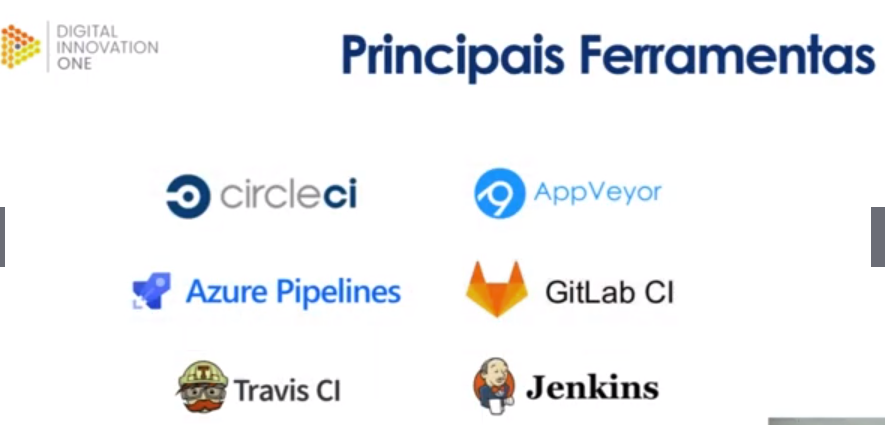 DIGITAL
INNOVATION
ONE
Principais Ferramentas
circleci
AppVeyor
Azure Pipelines
GitLab CI
T
Travis CI
Jenkins